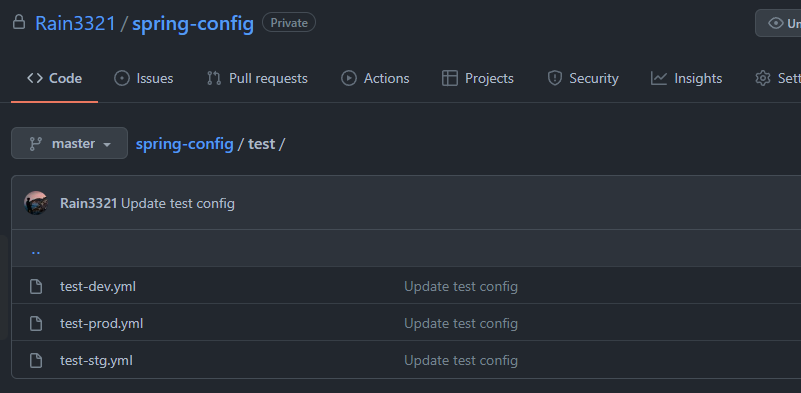 Rain3321 / spring-config Private Un
Code Issues Pull requests Actions Projects Security Insights Sett
master spring-config / test /
Rain3321 Update test config
..
test-dev.yml Update test config
test-prod.yml Update test config
test-stg.yml Update test config